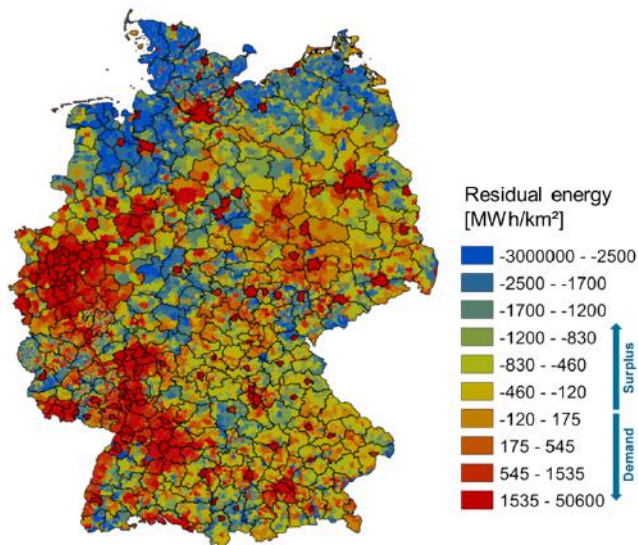 Residual energy
[MWh/km²]
-3000000 - -2500
-2500 - -1700
-1700 - -1200
-1200 - -830
-830 - -460
-460 - -120
-120 - 175
175 - 545
545 - 1535
1535 - 50600
Surplus
Demand